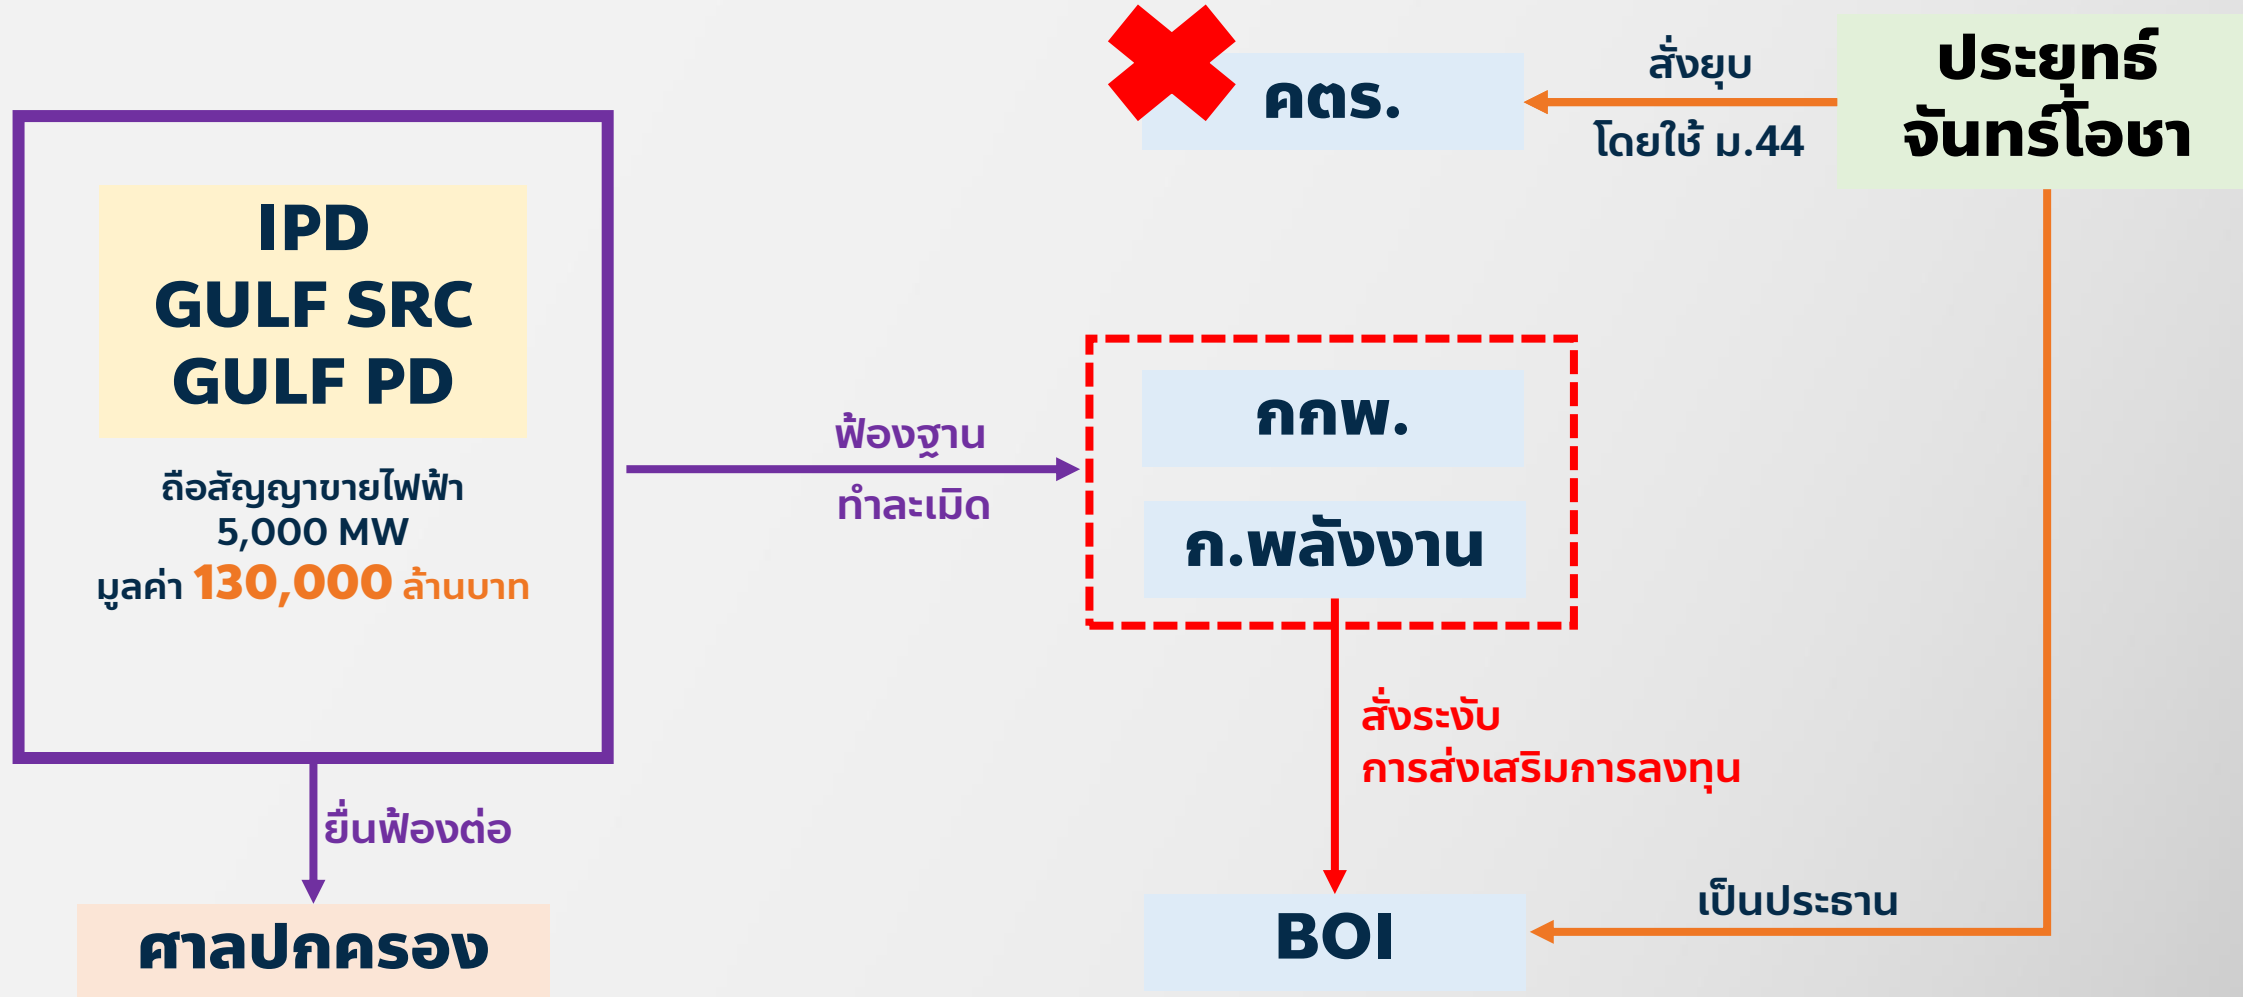 IPD
GULF SRC
GULF PD
ถือสัญญาขายไฟฟ้า
5,000 MW
มูลค่า 130,000 ล้านบาท
ยื่นฟ้องต่อ
ศาลปกครอง
ฟ้องฐาน
ทำละเมิด
คตร.
สั่งยุบ
โดยใช้ ม.44
ประยุทธ์
จันทร์โอชา
กกพ.
ก.พลังงาน
สั่งระงับ
การส่งเสริมการลงทุน
BOI
เป็นประธาน